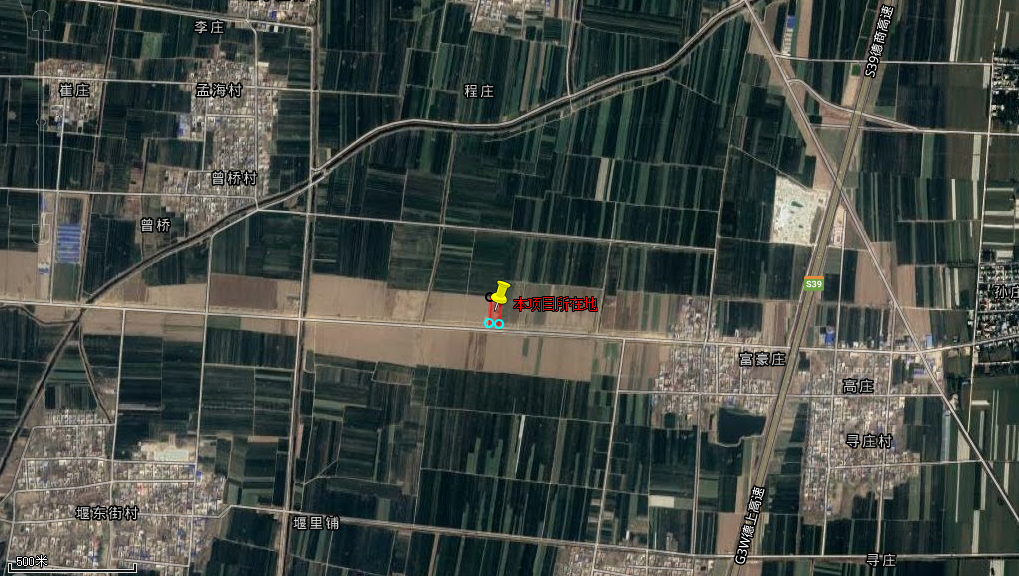 李庄
S39德商高速
崔庄
孟海村
程庄
曾桥村
曾桥
S39
本项目所在地
孙庄
富豪庄
高庄
寻庄村
堰东街村
堰里铺
G3W德上高速
500米
寻庄